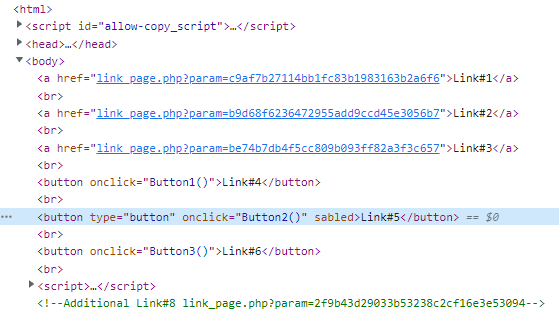 <html>
<script id="allow-copy_script">…</script>
<head>…</head>
<body>
<a href="link_page.php?param=c9af7b27114bb1fc83b1983163b2a6f6">Link#1</a>
<br>
<a href="link_page.php?param=b9d68f6236472955add9ccd45e3056b7">Link#2</a>
<br>
<a href="link_page.php?param=be74b7db4f5cc809b093ff82a3f3c657">Link#3</a>
<br>
<button onclick="Button1()">Link#4</button>
<br>
<button type="button" onclick="Button2()" sabled>Link#5</button> == $0
<br>
<button onclick="Button3()">Link#6</button>
<br>
<script>…</script>
<!--Additional Link#8 link_page.php?param=2f9b43d29033b53238c2cf16e3e53094-->